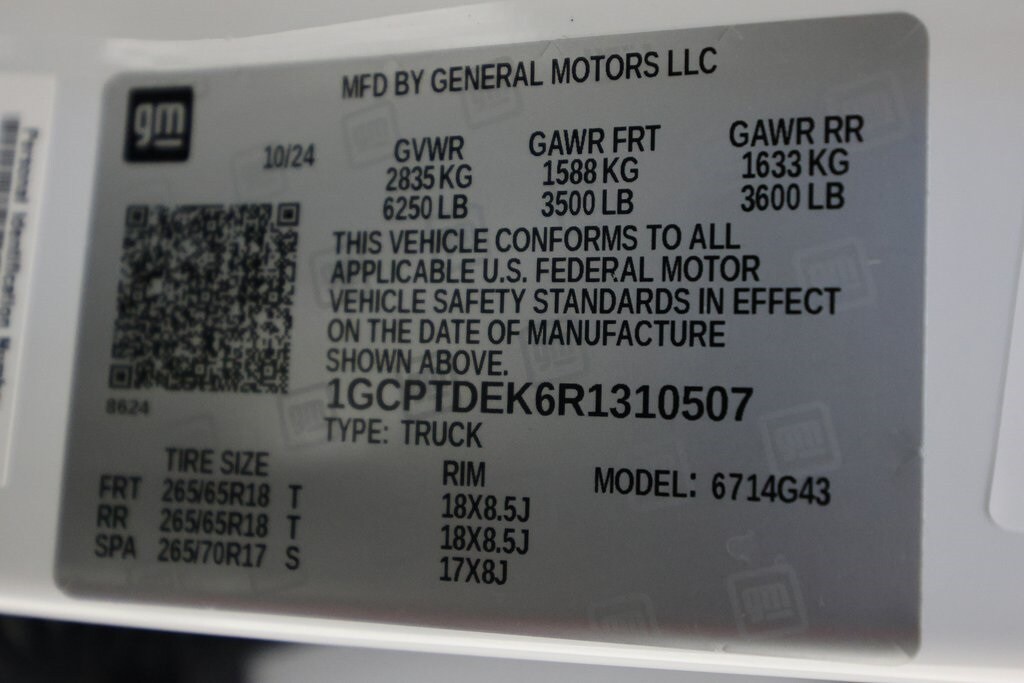 MFD BY GENERAL MOTORS LLC
gm
10/24
GVWR GAWR FRT GAWR RR
2835 KG 1588 KG 1633 KG
6250 LB 3500 LB 3600 LB
THIS VEHICLE CONFORMS TO ALL
APPLICABLE U.S. FEDERAL MOTOR
VEHICLE SAFETY STANDARDS IN EFFECT
ON THE DATE OF MANUFACTURE
SHOWN ABOVE.
8624
1GCPTDEK6R1310507
TYPE: TRUCK
TIRE SIZE RIM MODEL: 6714G43
FRT 265/65R18 T 18X8.5J
RR 265/65R18 T 18X8.5J
SPA 265/70R17 S 17X8J
Personal Identification